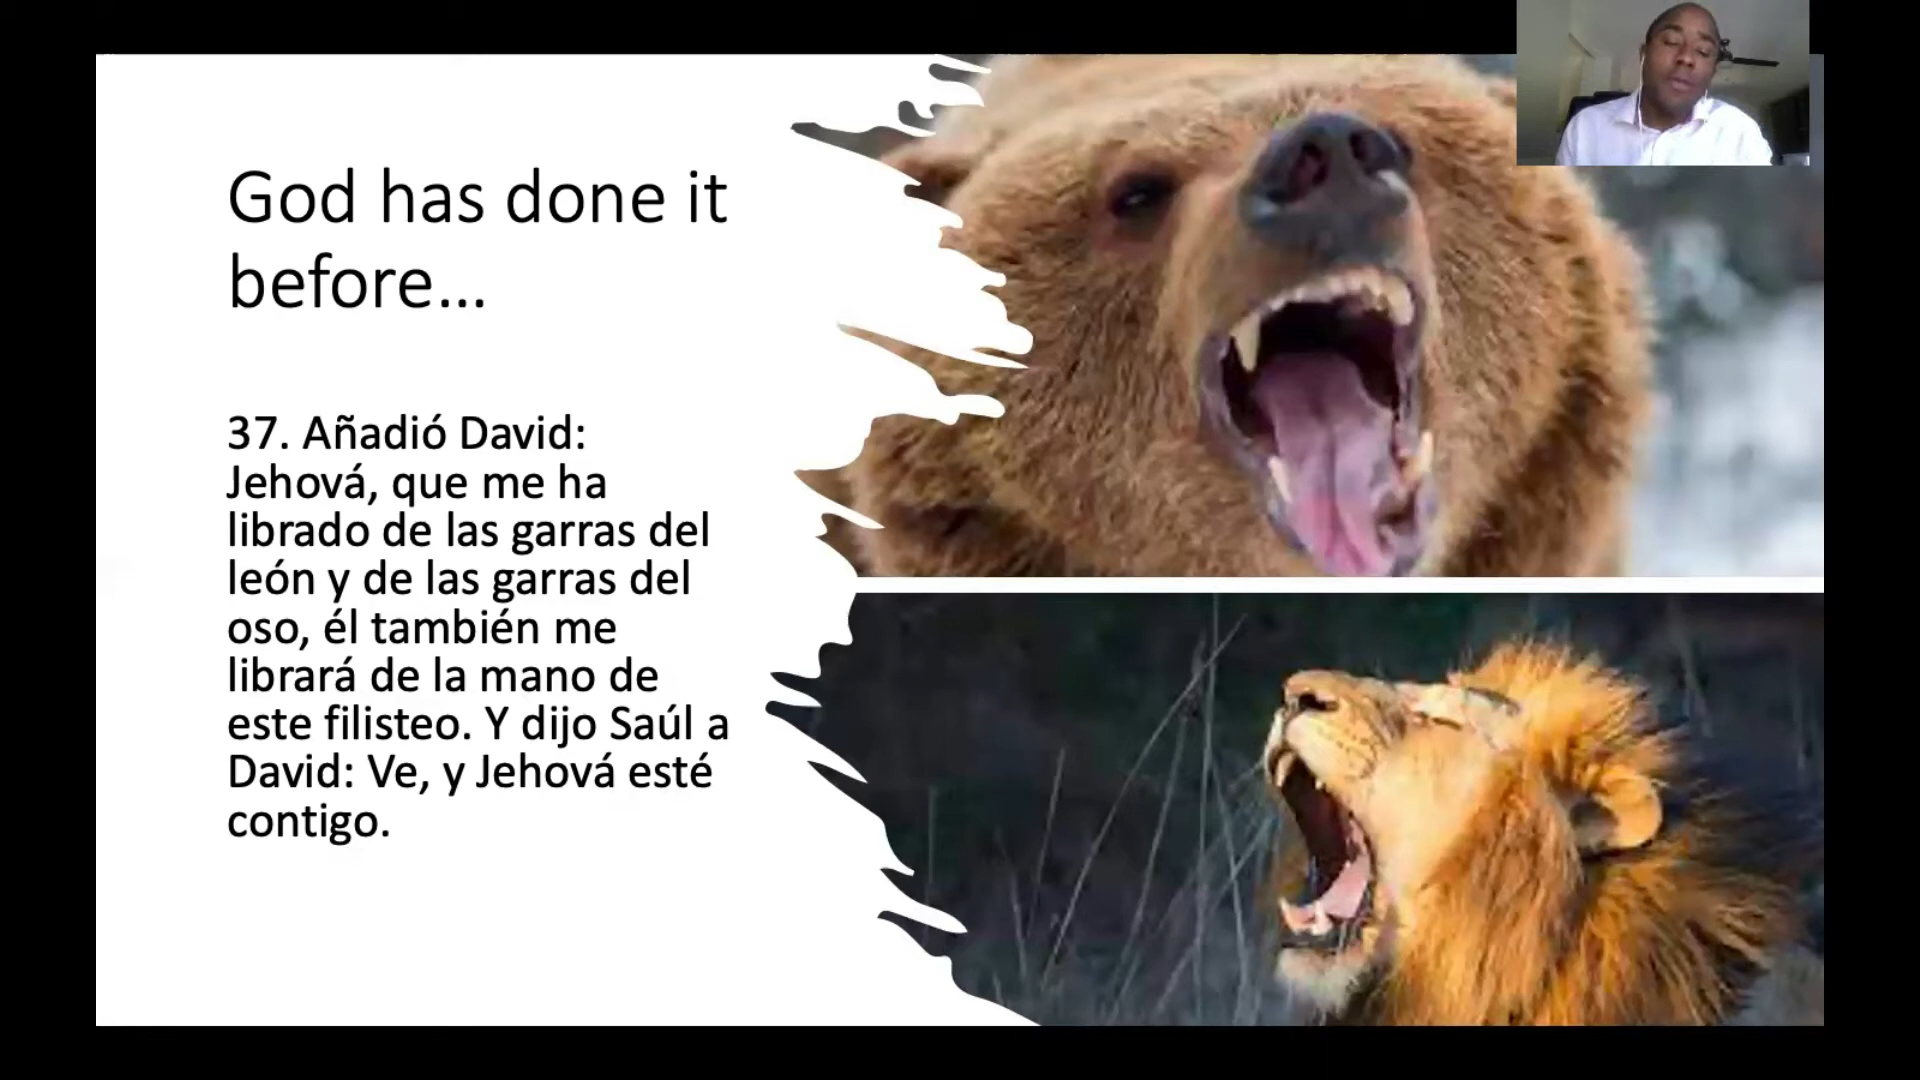 God has done it
before...
37. Añadió David:
Jehová, que me ha
librado de las garras del
león y de las garras del
oso, él también me
librará de la mano de
este filisteo. Y dijo Saúl a
David: Ve, y Jehová esté
contigo.